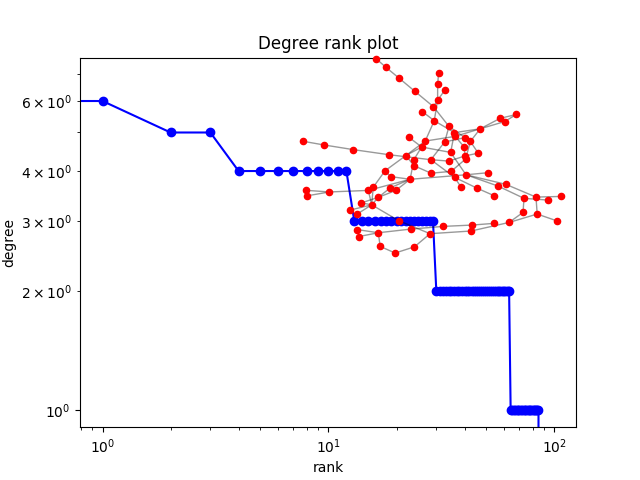 Degree rank plot
degree
6 × 10⁰
4 × 10⁰
3 × 10⁰
2 × 10⁰
10⁰
10⁰ 10¹ 10²
rank